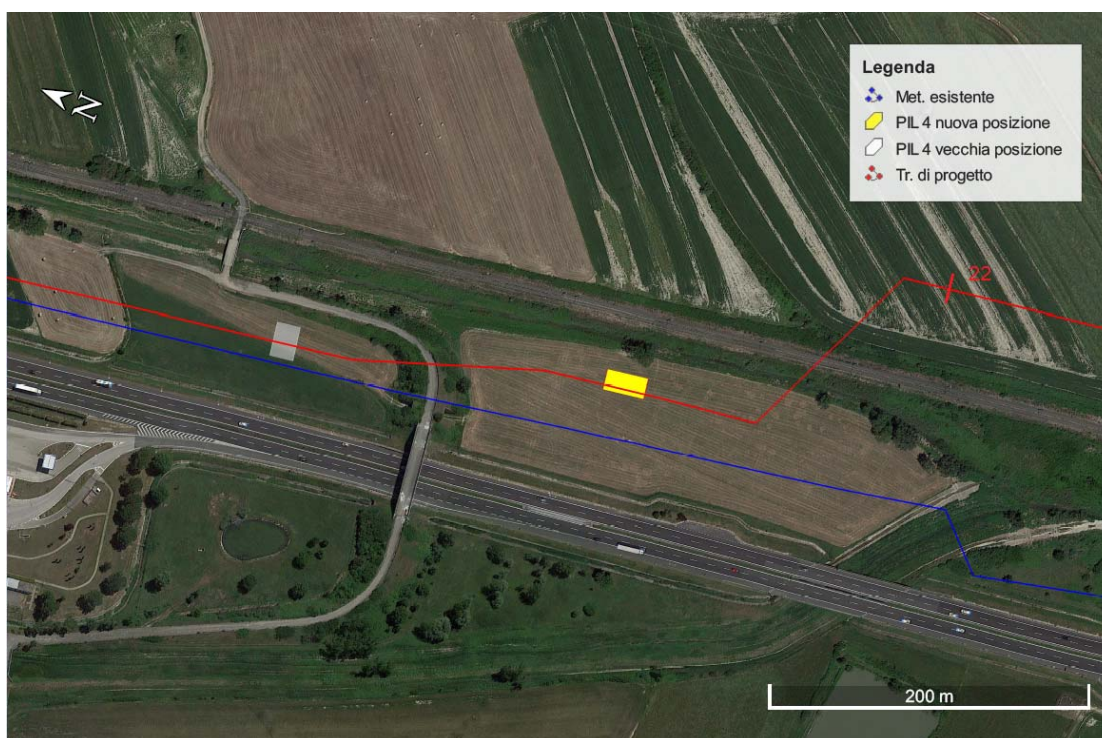 N
Legenda
Met. esistente
PIL 4 nuova posizione
PIL 4 vecchia posizione
Tr. di progetto
22
200 m